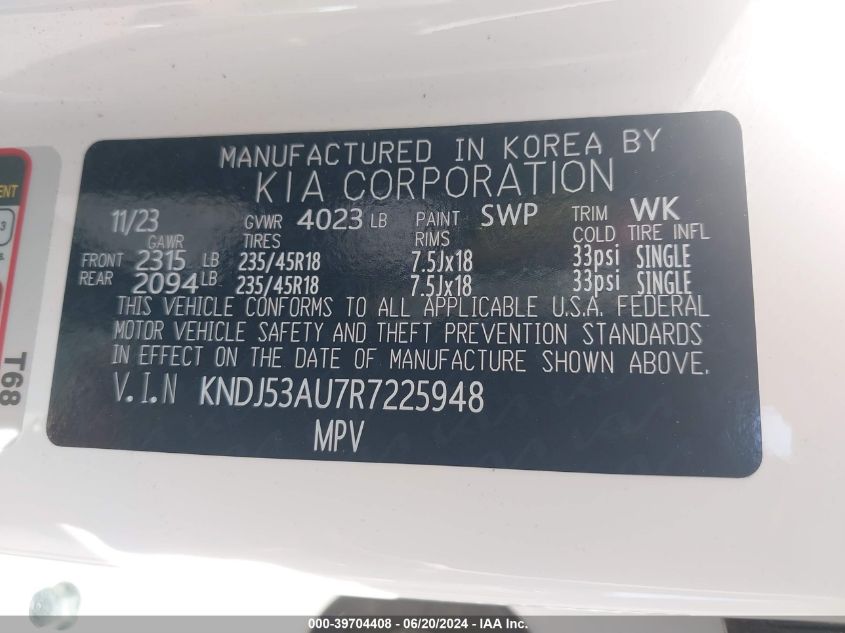 MANUFACTURED IN KOREA BY
KIA CORPORATION
11/23 GVWR 4023 LB PAINT SWP TRIM WK
GAWR TIRES RIMS COLD TIRE INFL
FRONT 2315 LB 235/45R18 7.5Jx18 33psi SINGLE
REAR 2094 LB 235/45R18 7.5Jx18 33psi SINGLE
THIS VEHICLE CONFORMS TO ALL APPLICABLE U.S.A. FEDERAL
MOTOR VEHICLE SAFETY AND THEFT PREVENTION STANDARDS
IN EFFECT ON THE DATE OF MANUFACTURE SHOWN ABOVE.
V.I.N KNDJ53AU7R7225948
MPV
T68
000-39704408 - 06/20/2024 - IAA Inc.